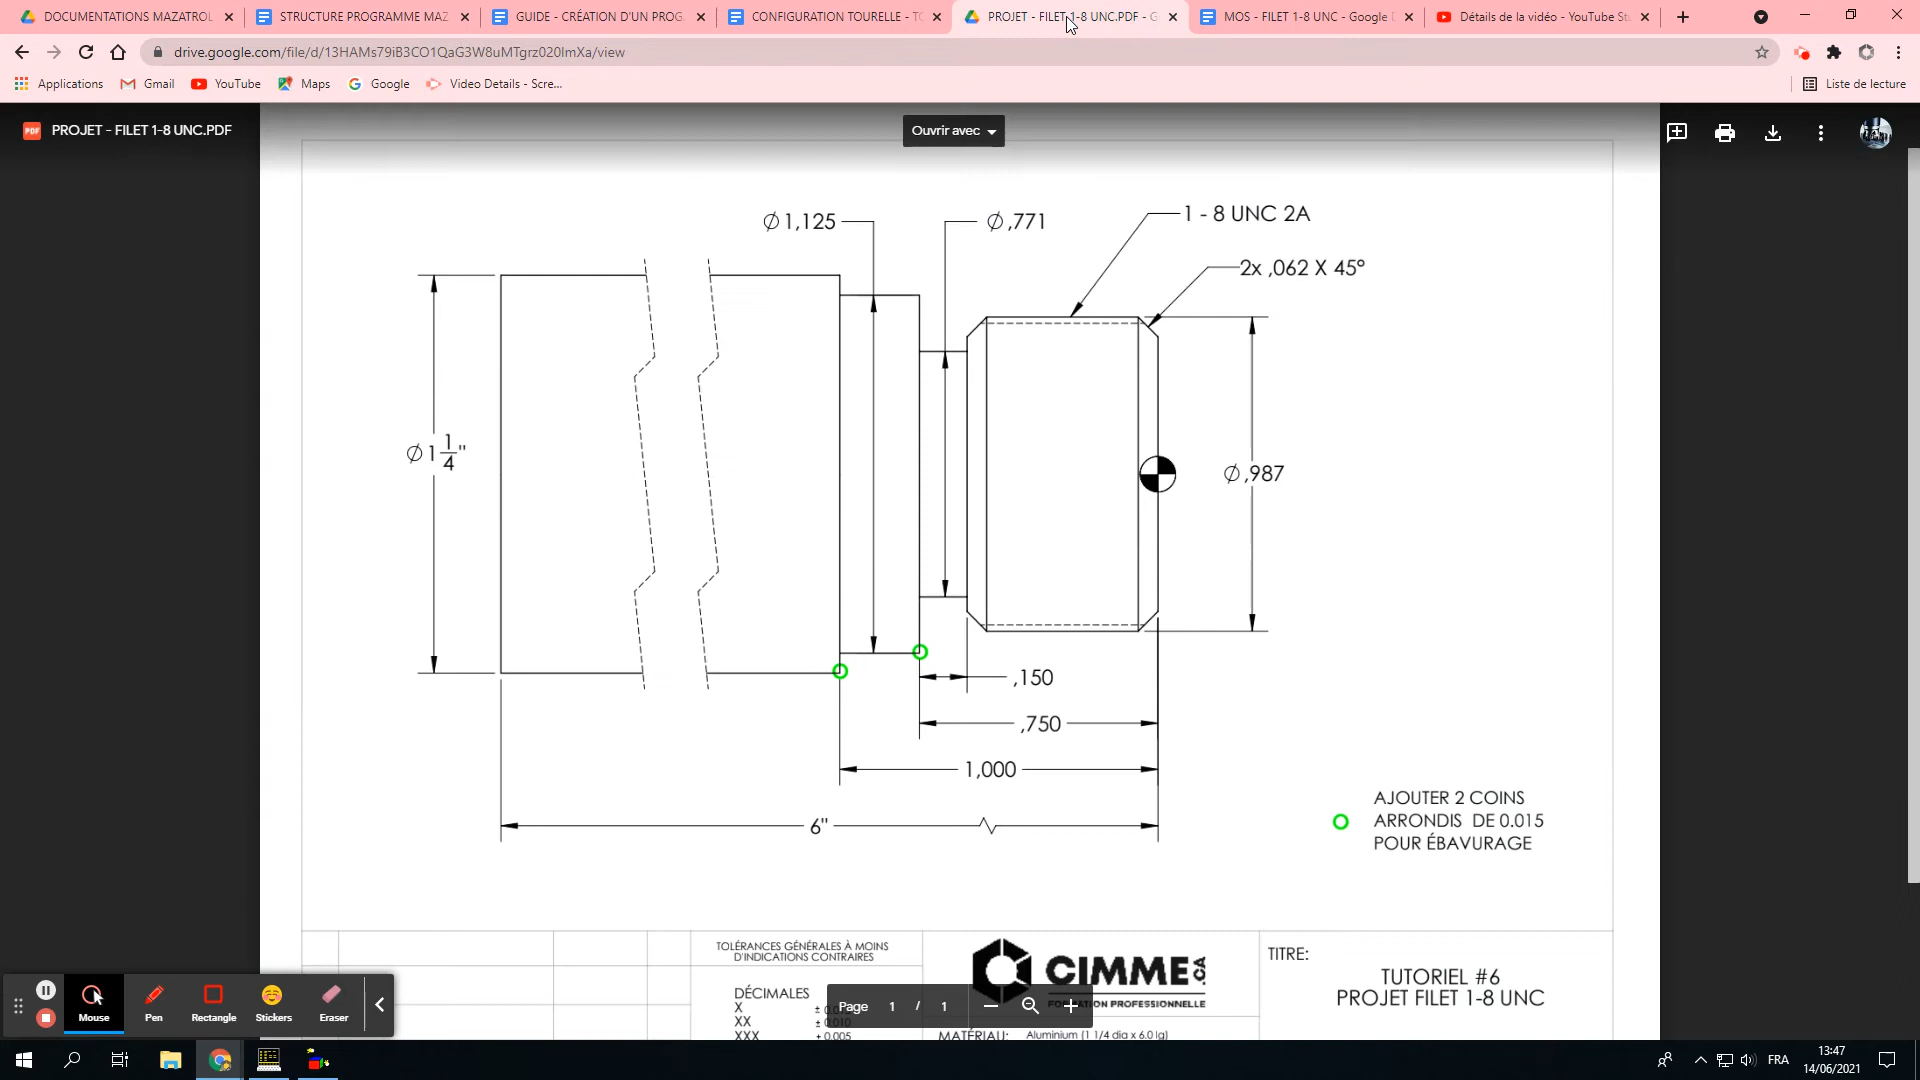 DOCUMENTATIONS MAZATROL
STRUCTURE PROGRAMME MAZ
GUIDE - CRÉATION D'UN PROG
CONFIGURATION TOURELLE - TO
PROJET - FILET 1-8 UNC.PDF - G
MOS - FILET 1-8 UNC - Google D
Détails de la vidéo - YouTube Stu
drive.google.com/file/d/13HAMs79iB3CO1QaG3W8uMTgrz020lmXa/view
Applications
Gmail
YouTube
Maps
Google
Video Details - Scre...
Liste de lecture
PDF
PROJET - FILET 1-8 UNC.PDF
Ouvrir avec
∅1,125
∅,771
1 - 8 UNC 2A
2x ,062 X 45°
∅1 1/4"
∅,987
,150
,750
1,000
6"
AJOUTER 2 COINS
ARRONDIS DE 0.015
POUR ÉBAVURAGE
TOLÉRANCES GÉNÉRALES À MOINS
D'INDICATIONS CONTRAIRES
DÉCIMALES
X ±
XX ± 0.010
XXX ± 0.005
CIMME.CA
FORMATION PROFESSIONNELLE
MATÉRIAU: Aluminium (1 1/4 dia x 6.0 lg)
TITRE:
TUTORIEL #6
PROJET FILET 1-8 UNC
Page 1 / 1
Mouse
Pen
Rectangle
Stickers
Eraser
FRA
13:47
14/06/2021